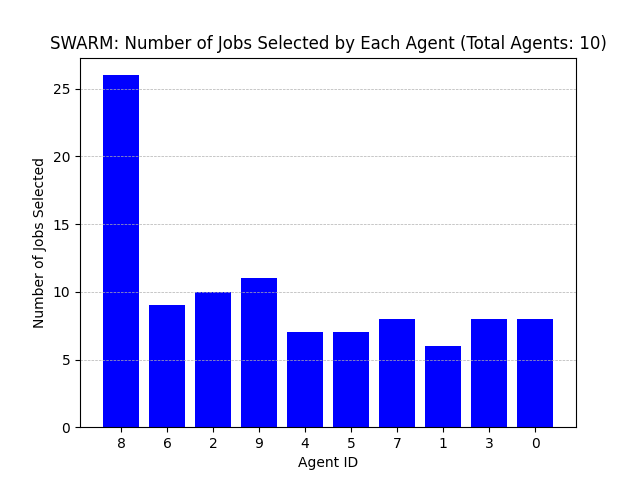 SWARM: Number of Jobs Selected by Each Agent (Total Agents: 10)
Number of Jobs Selected
25
20
15
10
5
0
8 6 2 9 4 5 7 1 3 0
Agent ID